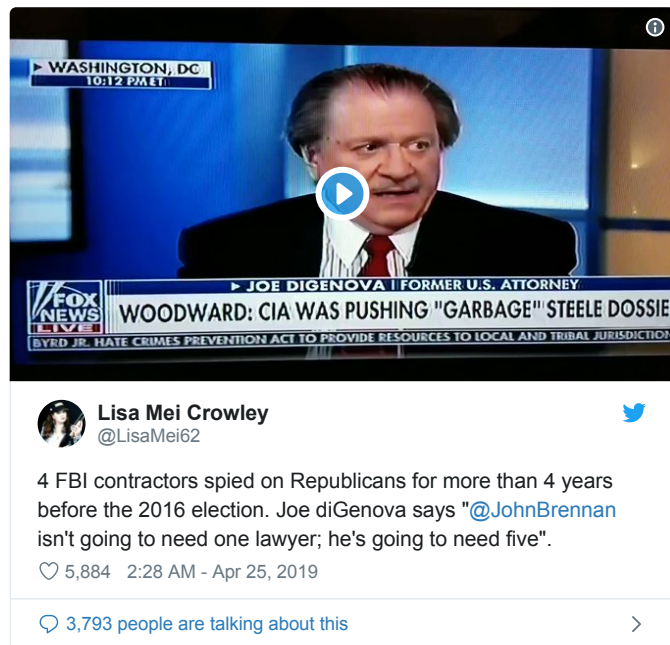 WASHINGTON, DC
10:12 PM ET
JOE DIGENOVA | FORMER U.S. ATTORNEY
FOX
NEWS
LIVE
WOODWARD: CIA WAS PUSHING "GARBAGE" STEELE DOSSIE
BYRD JR. HATE CRIMES PREVENTION ACT TO PROVIDE RESOURCES TO LOCAL AND TRIBAL JURISDICTION
Lisa Mei Crowley
@LisaMei62
4 FBI contractors spied on Republicans for more than 4 years
before the 2016 election. Joe diGenova says "@JohnBrennan
isn't going to need one lawyer; he's going to need five".
5,884 2:28 AM - Apr 25, 2019
3,793 people are talking about this